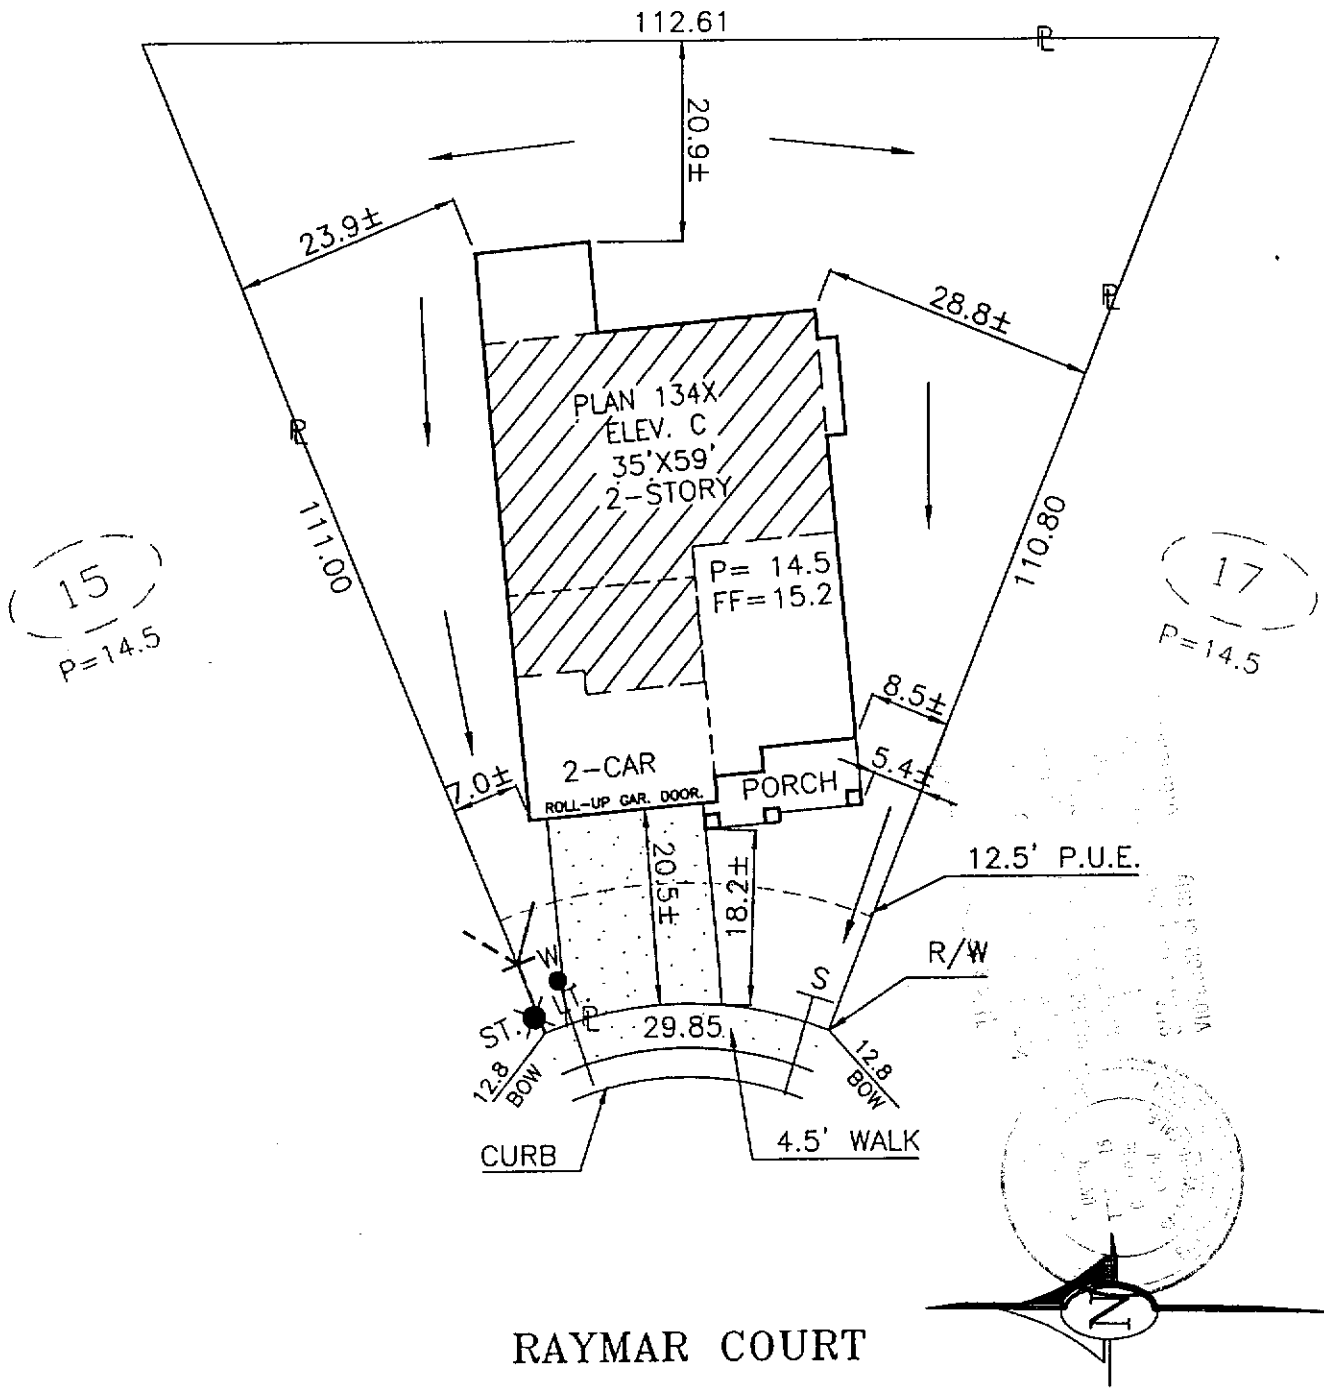 112.61
PL
20.9±
23.9±
28.8±
PL
PLAN 134X
ELEV. C
35'X59'
2-STORY
PL
111.00
110.80
15
P=14.5
17
P=14.5
P= 14.5
FF=15.2
8.5±
5.4±
7.0±
2-CAR
ROLL-UP GAR. DOOR.
PORCH
20.5±
18.2±
12.5' P.U.E.
R/W
W
S
ST. LT.
PL
29.85
12.8
BOW
12.8
BOW
CURB
4.5' WALK
N
RAYMAR COURT